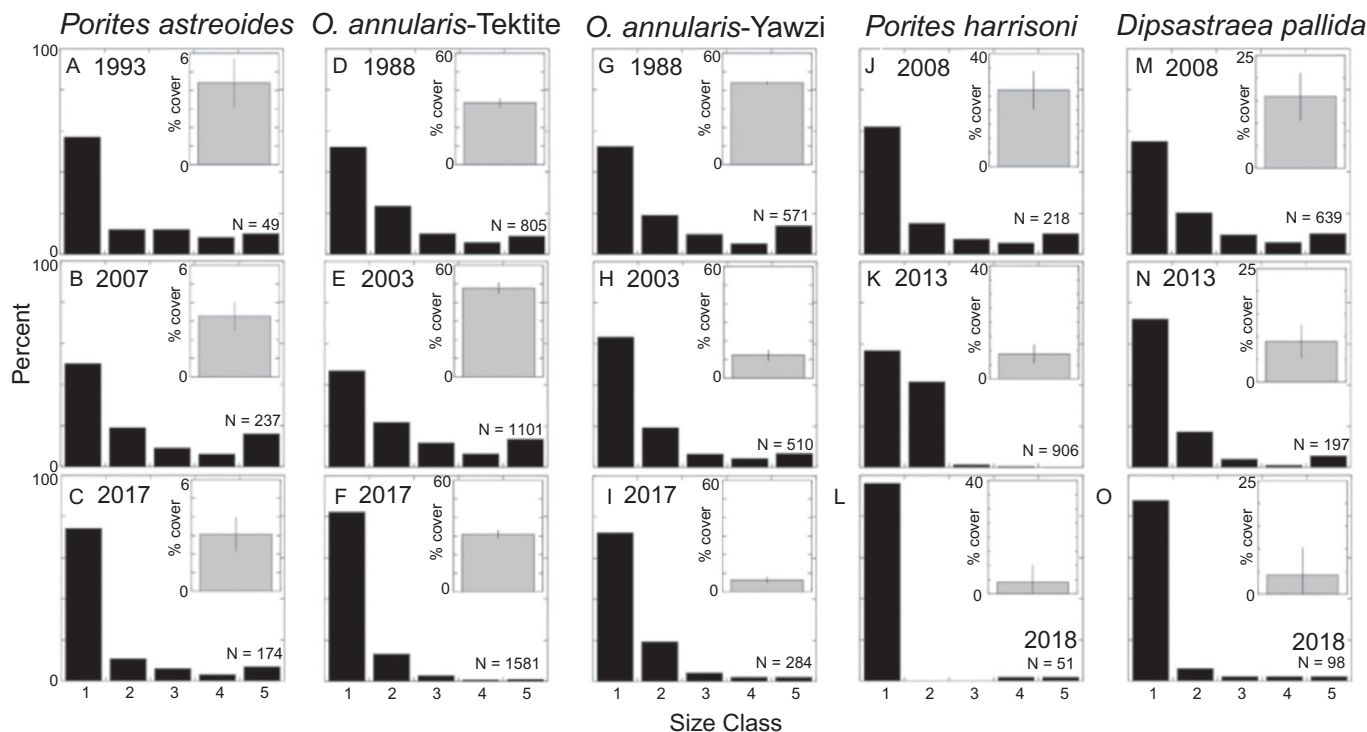 Porites astreoides O. annularis-Tektite O. annularis-Yawzi Porites harrisoni Dipsastraea pallida
Percent
100
0
A 1993
6
% cover
0
N = 49
D 1988
60
% cover
0
N = 805
G 1988
60
% cover
0
N = 571
J 2008
40
% cover
0
N = 218
M 2008
25
% cover
0
N = 639
100
0
B 2007
6
% cover
0
N = 237
E 2003
60
% cover
0
N = 1101
H 2003
60
% cover
0
N = 510
K 2013
40
% cover
0
N = 906
N 2013
25
% cover
0
N = 197
100
0
C 2017
6
% cover
0
N = 174
F 2017
60
% cover
0
N = 1581
I 2017
60
% cover
0
N = 284
L
40
% cover
0
2018
N = 51
O
25
% cover
0
2018
N = 98
1 2 3 4 5 1 2 3 4 5 1 2 3 4 5 1 2 3 4 5 1 2 3 4 5
Size Class